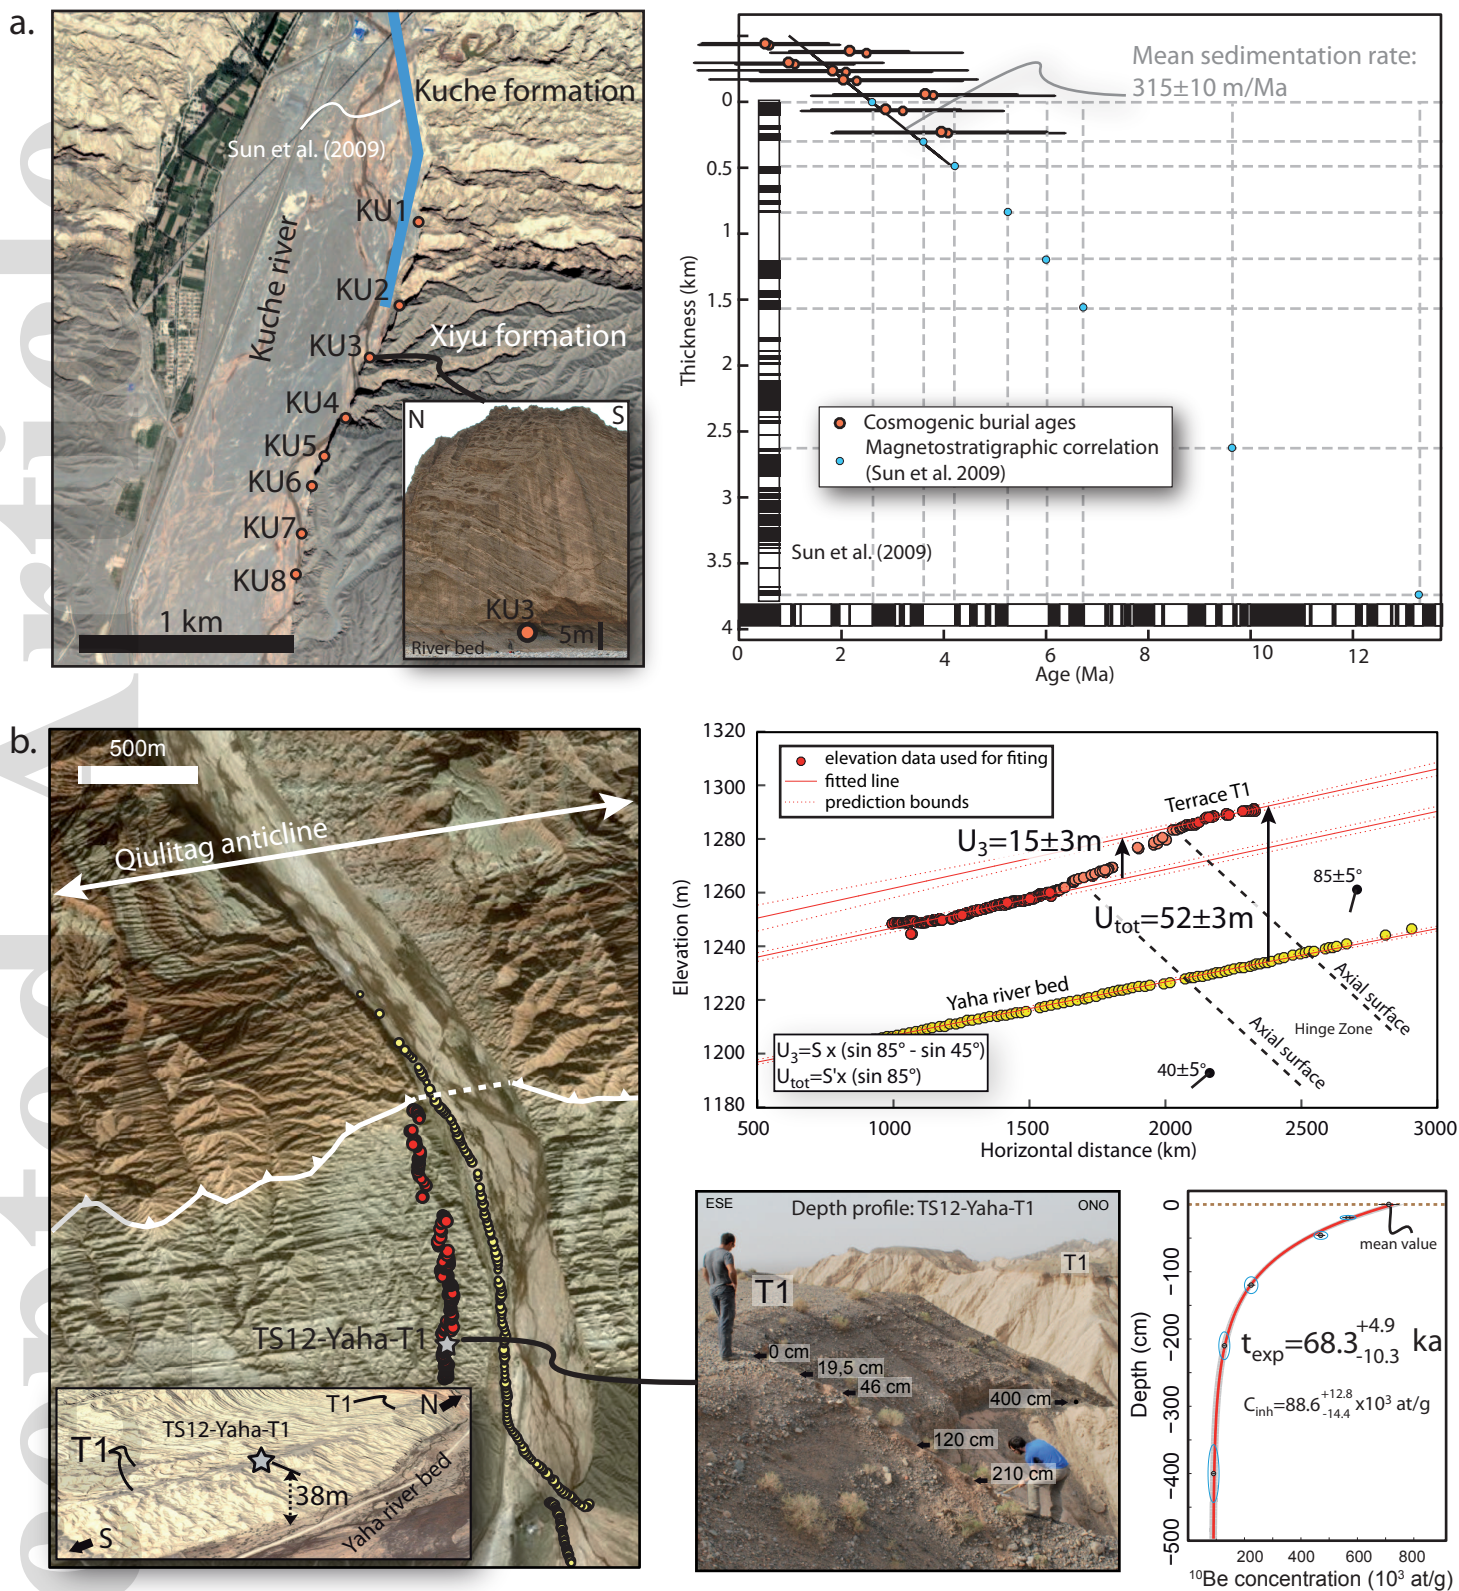 a.
Kuche formation
Sun et al. (2009)
KU1
Kuche river
KU2
Xiyu formation
KU3
KU4
KU5
KU6
KU7
KU8
1 km
N
S
KU3
5m
River bed
Mean sedimentation rate:
315±10 m/Ma
0
0.5
1
1.5
2
2.5
3
3.5
4
Thickness (km)
Cosmogenic burial ages
Magnetostratigraphic correlation
(Sun et al. 2009)
Sun et al. (2009)
0
2
4
6
8
10
12
Age (Ma)
b.
500m
Qiulitag anticline
TS12-Yaha-T1
T1
N
TS12-Yaha-T1
T1
38m
Yaha river bed
S
1320
1300
1280
1260
1240
1220
1200
1180
Elevation (m)
elevation data used for fiting
fitted line
prediction bounds
Terrace T1
U3=15±3m
85±5°
Utot=52±3m
Yaha river bed
Axial surface
Hinge Zone
Axial surface
U3=S x (sin 85° - sin 45°)
Utot=S'x (sin 85°)
40±5°
500
1000
1500
2000
2500
3000
Horizontal distance (km)
ESE
Depth profile: TS12-Yaha-T1
ONO
T1
T1
0 cm
19,5 cm
46 cm
400 cm
120 cm
210 cm
0
−100
−200
−300
−400
−500
Depth (cm)
mean value
texp=68.3 +4.9 -10.3 ka
Cinh=88.6 +12.8 -14.4 x10³ at/g
200
400
600
800
¹⁰Be concentration (10³ at/g)
Accepted Article